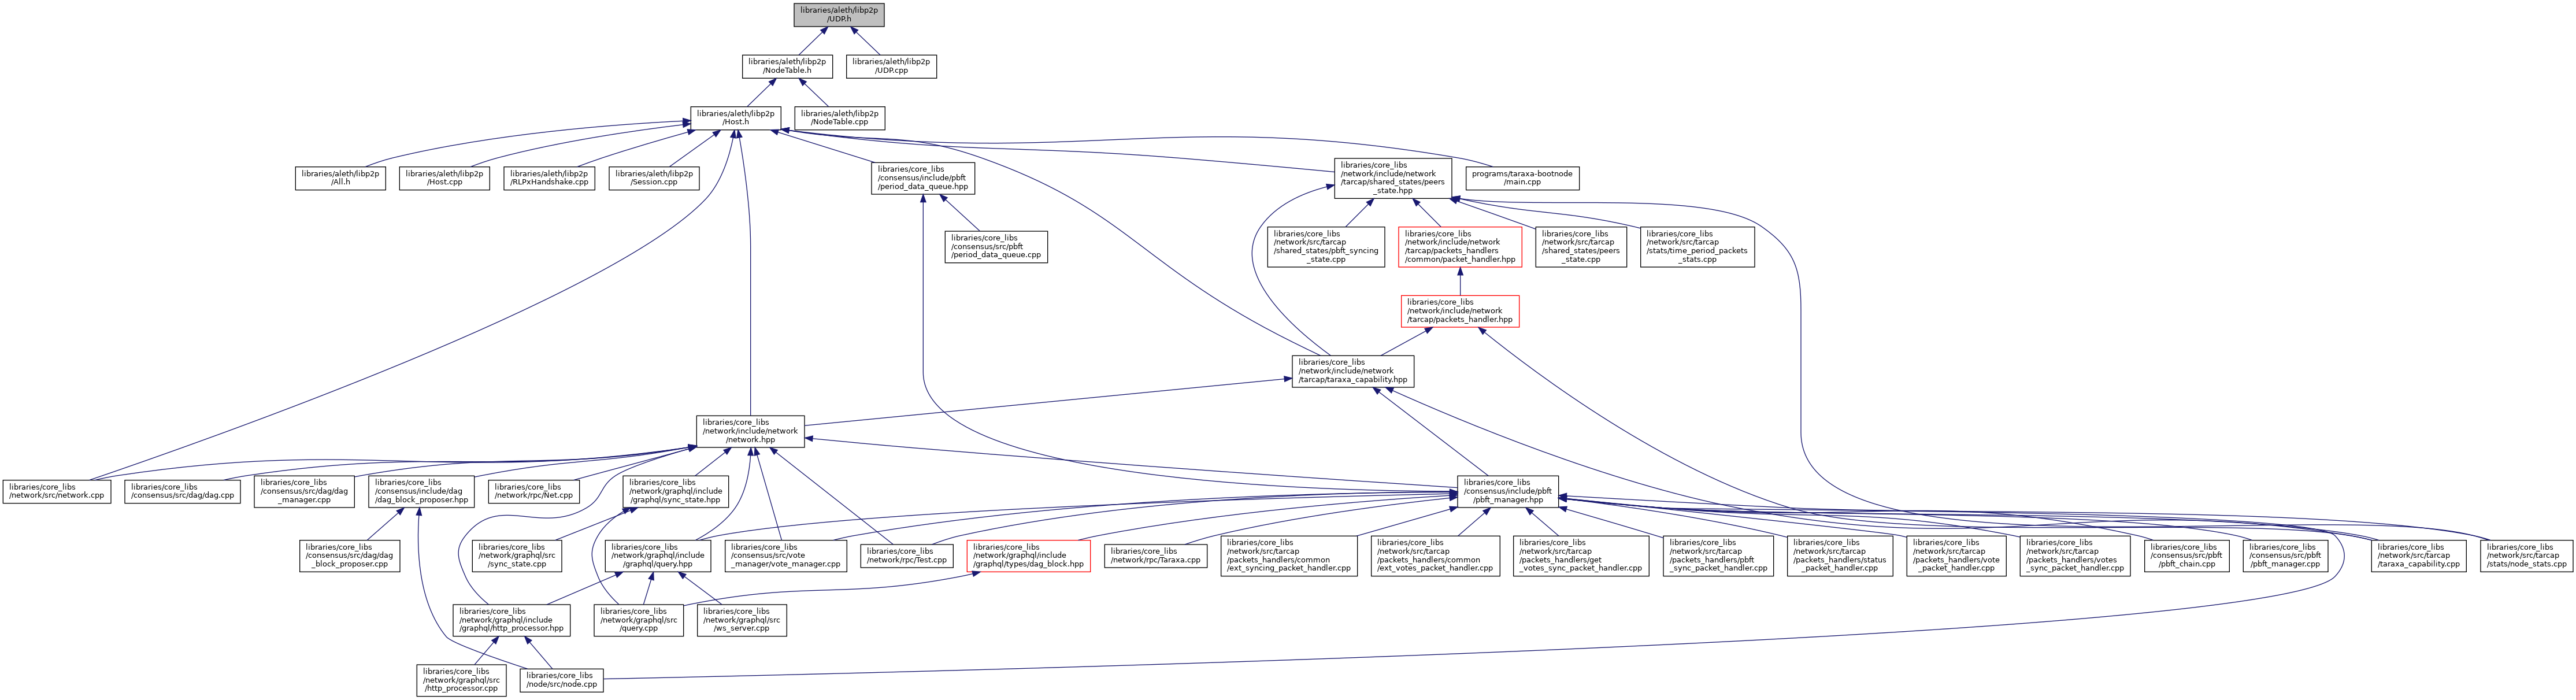 libraries/aleth/libp2p
/UDP.h
libraries/aleth/libp2p
/NodeTable.h
libraries/aleth/libp2p
/UDP.cpp
libraries/aleth/libp2p
/Host.h
libraries/aleth/libp2p
/NodeTable.cpp
libraries/aleth/libp2p
/All.h
libraries/aleth/libp2p
/Host.cpp
libraries/aleth/libp2p
/RLPxHandshake.cpp
libraries/aleth/libp2p
/Session.cpp
libraries/core_libs
/consensus/include/pbft
/period_data_queue.hpp
libraries/core_libs
/network/include/network
/tarcap/shared_states/peers
_state.hpp
programs/taraxa-bootnode
/main.cpp
libraries/core_libs
/consensus/src/pbft
/period_data_queue.cpp
libraries/core_libs
/network/src/tarcap
/shared_states/pbft_syncing
_state.cpp
libraries/core_libs
/network/include/network
/tarcap/packets_handlers
/common/packet_handler.hpp
libraries/core_libs
/network/src/tarcap
/shared_states/peers
_state.cpp
libraries/core_libs
/network/src/tarcap
/stats/time_period_packets
_stats.cpp
libraries/core_libs
/network/include/network
/tarcap/packets_handler.hpp
libraries/core_libs
/network/include/network
/tarcap/taraxa_capability.hpp
libraries/core_libs
/network/include/network
/network.hpp
libraries/core_libs
/network/src/network.cpp
libraries/core_libs
/consensus/src/dag/dag.cpp
libraries/core_libs
/consensus/src/dag/dag
_manager.cpp
libraries/core_libs
/consensus/include/dag
/dag_block_proposer.hpp
libraries/core_libs
/network/rpc/Net.cpp
libraries/core_libs
/network/graphql/include
/graphql/sync_state.hpp
libraries/core_libs
/consensus/include/pbft
/pbft_manager.hpp
libraries/core_libs
/consensus/src/dag/dag
_block_proposer.cpp
libraries/core_libs
/network/graphql/src
/sync_state.cpp
libraries/core_libs
/network/graphql/include
/graphql/query.hpp
libraries/core_libs
/consensus/src/vote
_manager/vote_manager.cpp
libraries/core_libs
/network/rpc/Test.cpp
libraries/core_libs
/network/graphql/include
/graphql/types/dag_block.hpp
libraries/core_libs
/network/rpc/Taraxa.cpp
libraries/core_libs
/network/src/tarcap
/packets_handlers/common
/ext_syncing_packet_handler.cpp
libraries/core_libs
/network/src/tarcap
/packets_handlers/common
/ext_votes_packet_handler.cpp
libraries/core_libs
/network/src/tarcap
/packets_handlers/get
_votes_sync_packet_handler.cpp
libraries/core_libs
/network/src/tarcap
/packets_handlers/pbft
_sync_packet_handler.cpp
libraries/core_libs
/network/src/tarcap
/packets_handlers/status
_packet_handler.cpp
libraries/core_libs
/network/src/tarcap
/packets_handlers/vote
_packet_handler.cpp
libraries/core_libs
/network/src/tarcap
/packets_handlers/votes
_sync_packet_handler.cpp
libraries/core_libs
/consensus/src/pbft
/pbft_chain.cpp
libraries/core_libs
/consensus/src/pbft
/pbft_manager.cpp
libraries/core_libs
/network/src/tarcap
/taraxa_capability.cpp
libraries/core_libs
/network/src/tarcap
/stats/node_stats.cpp
libraries/core_libs
/network/graphql/include
/graphql/http_processor.hpp
libraries/core_libs
/network/graphql/src
/query.cpp
libraries/core_libs
/network/graphql/src
/ws_server.cpp
libraries/core_libs
/network/graphql/src
/http_processor.cpp
libraries/core_libs
/node/src/node.cpp